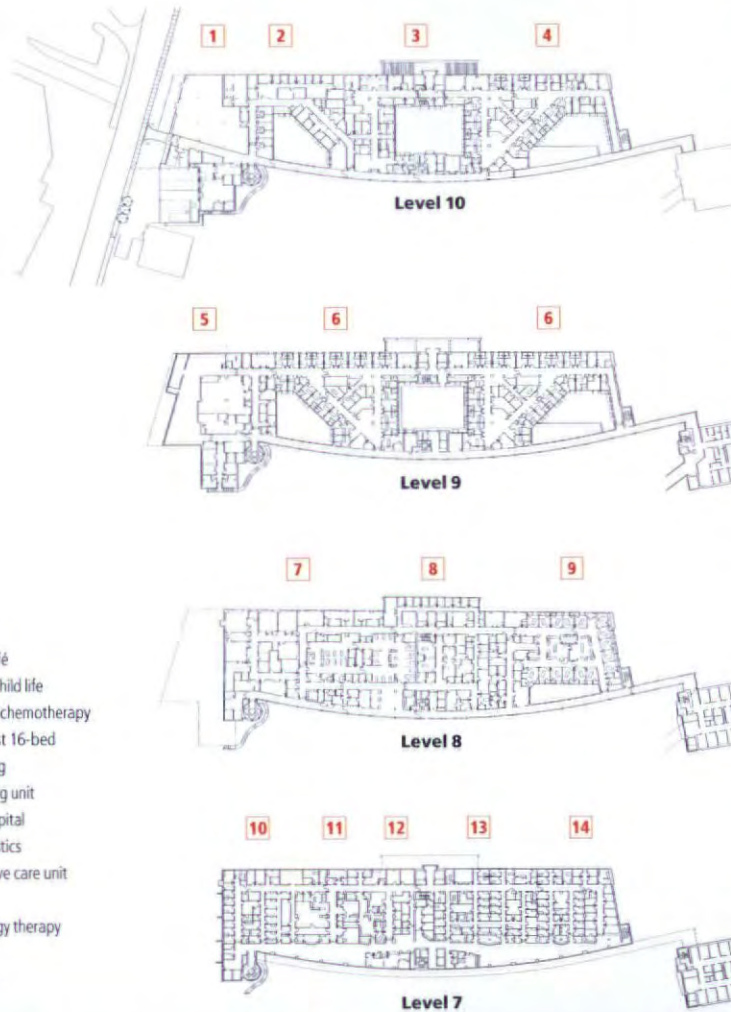 1 2 3 4
Level 10
5 6 6
Level 9
7 8 9
Level 8
hild life
chemotherapy
st 16-bed
g
g unit
pital
tics
ve care unit
gy therapy
10 11 12 13 14
Level 7